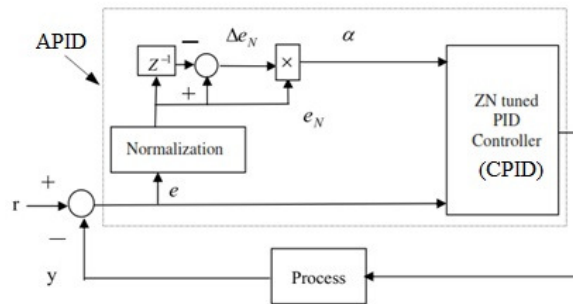 APID
Δe_N
α
−
Z⁻¹
×
+
e_N
ZN tuned
PID
Controller
(CPID)
Normalization
+
e
r
−
y
Process